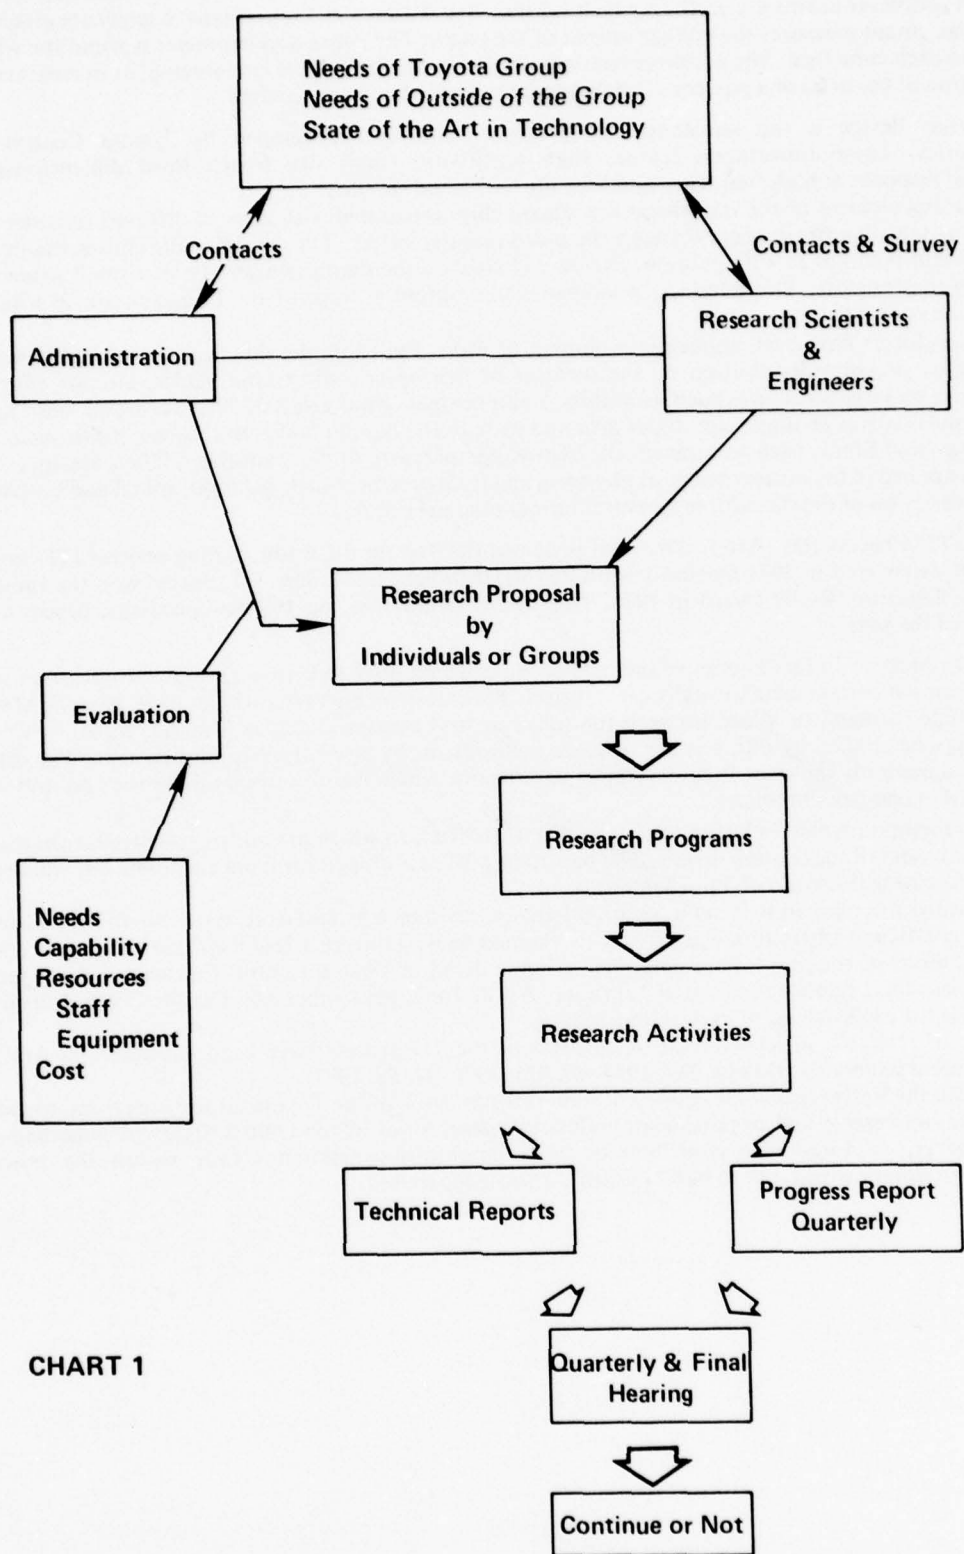 Needs of Toyota Group
Needs of Outside of the Group
State of the Art in Technology
Contacts
Contacts & Survey
Administration
Research Scientists
&
Engineers
Research Proposal
by
Individuals or Groups
Evaluation
Needs
Capability
Resources
Staff
Equipment
Cost
Research Programs
Research Activities
Technical Reports
Progress Report
Quarterly
Quarterly & Final
Hearing
Continue or Not
CHART 1